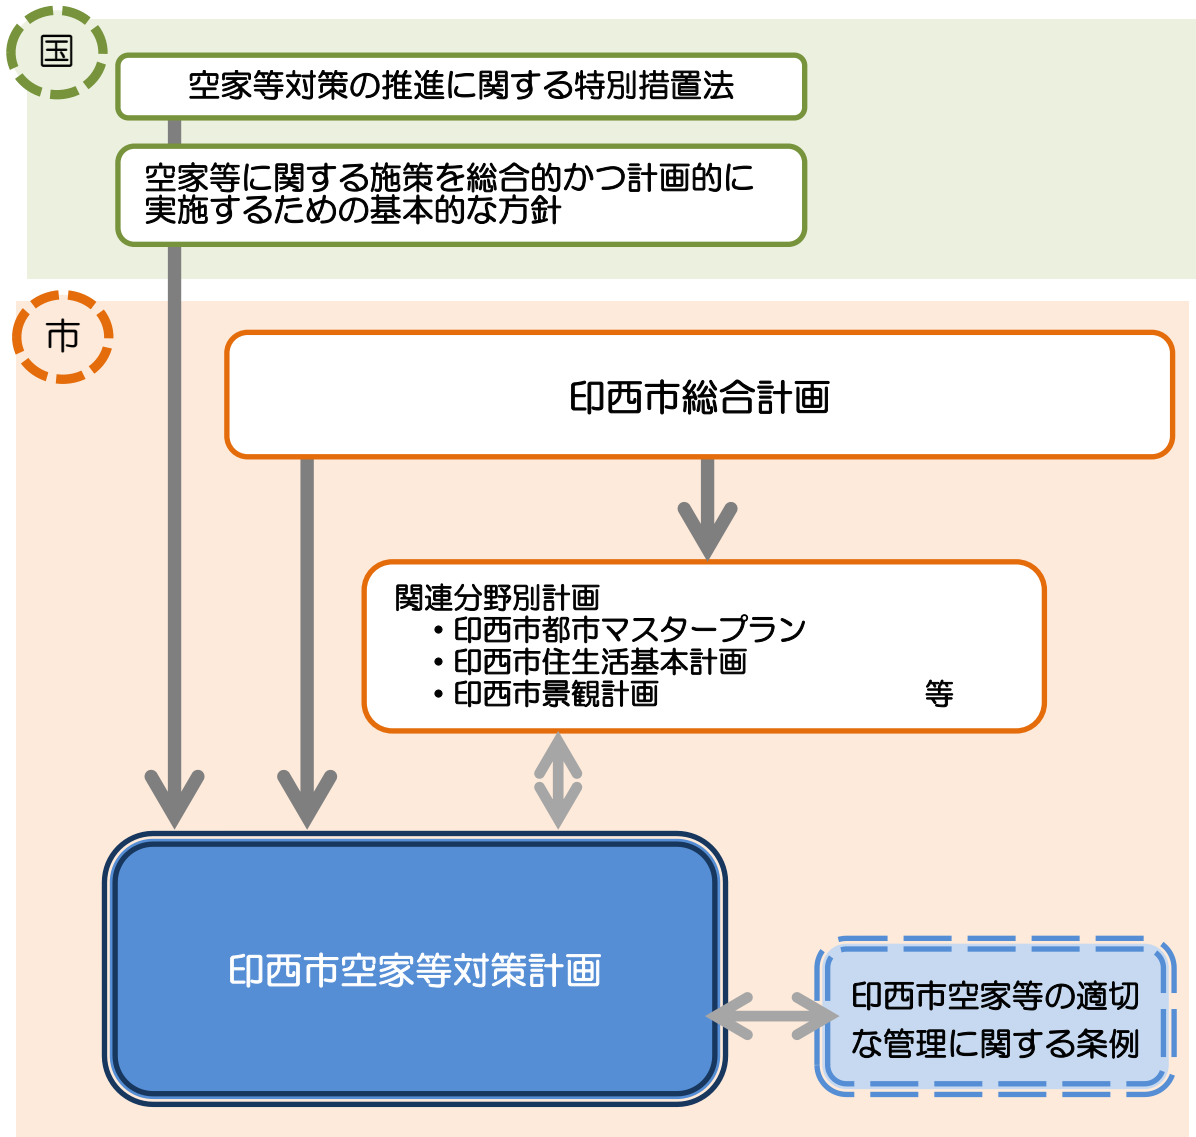 国
空家等対策の推進に関する特別措置法
空家等に関する施策を総合的かつ計画的に
実施するための基本的な方針
市
印西市総合計画
関連分野別計画
・印西市都市マスタープラン
・印西市住生活基本計画
・印西市景観計画 等
印西市空家等対策計画
印西市空家等の適切
な管理に関する条例